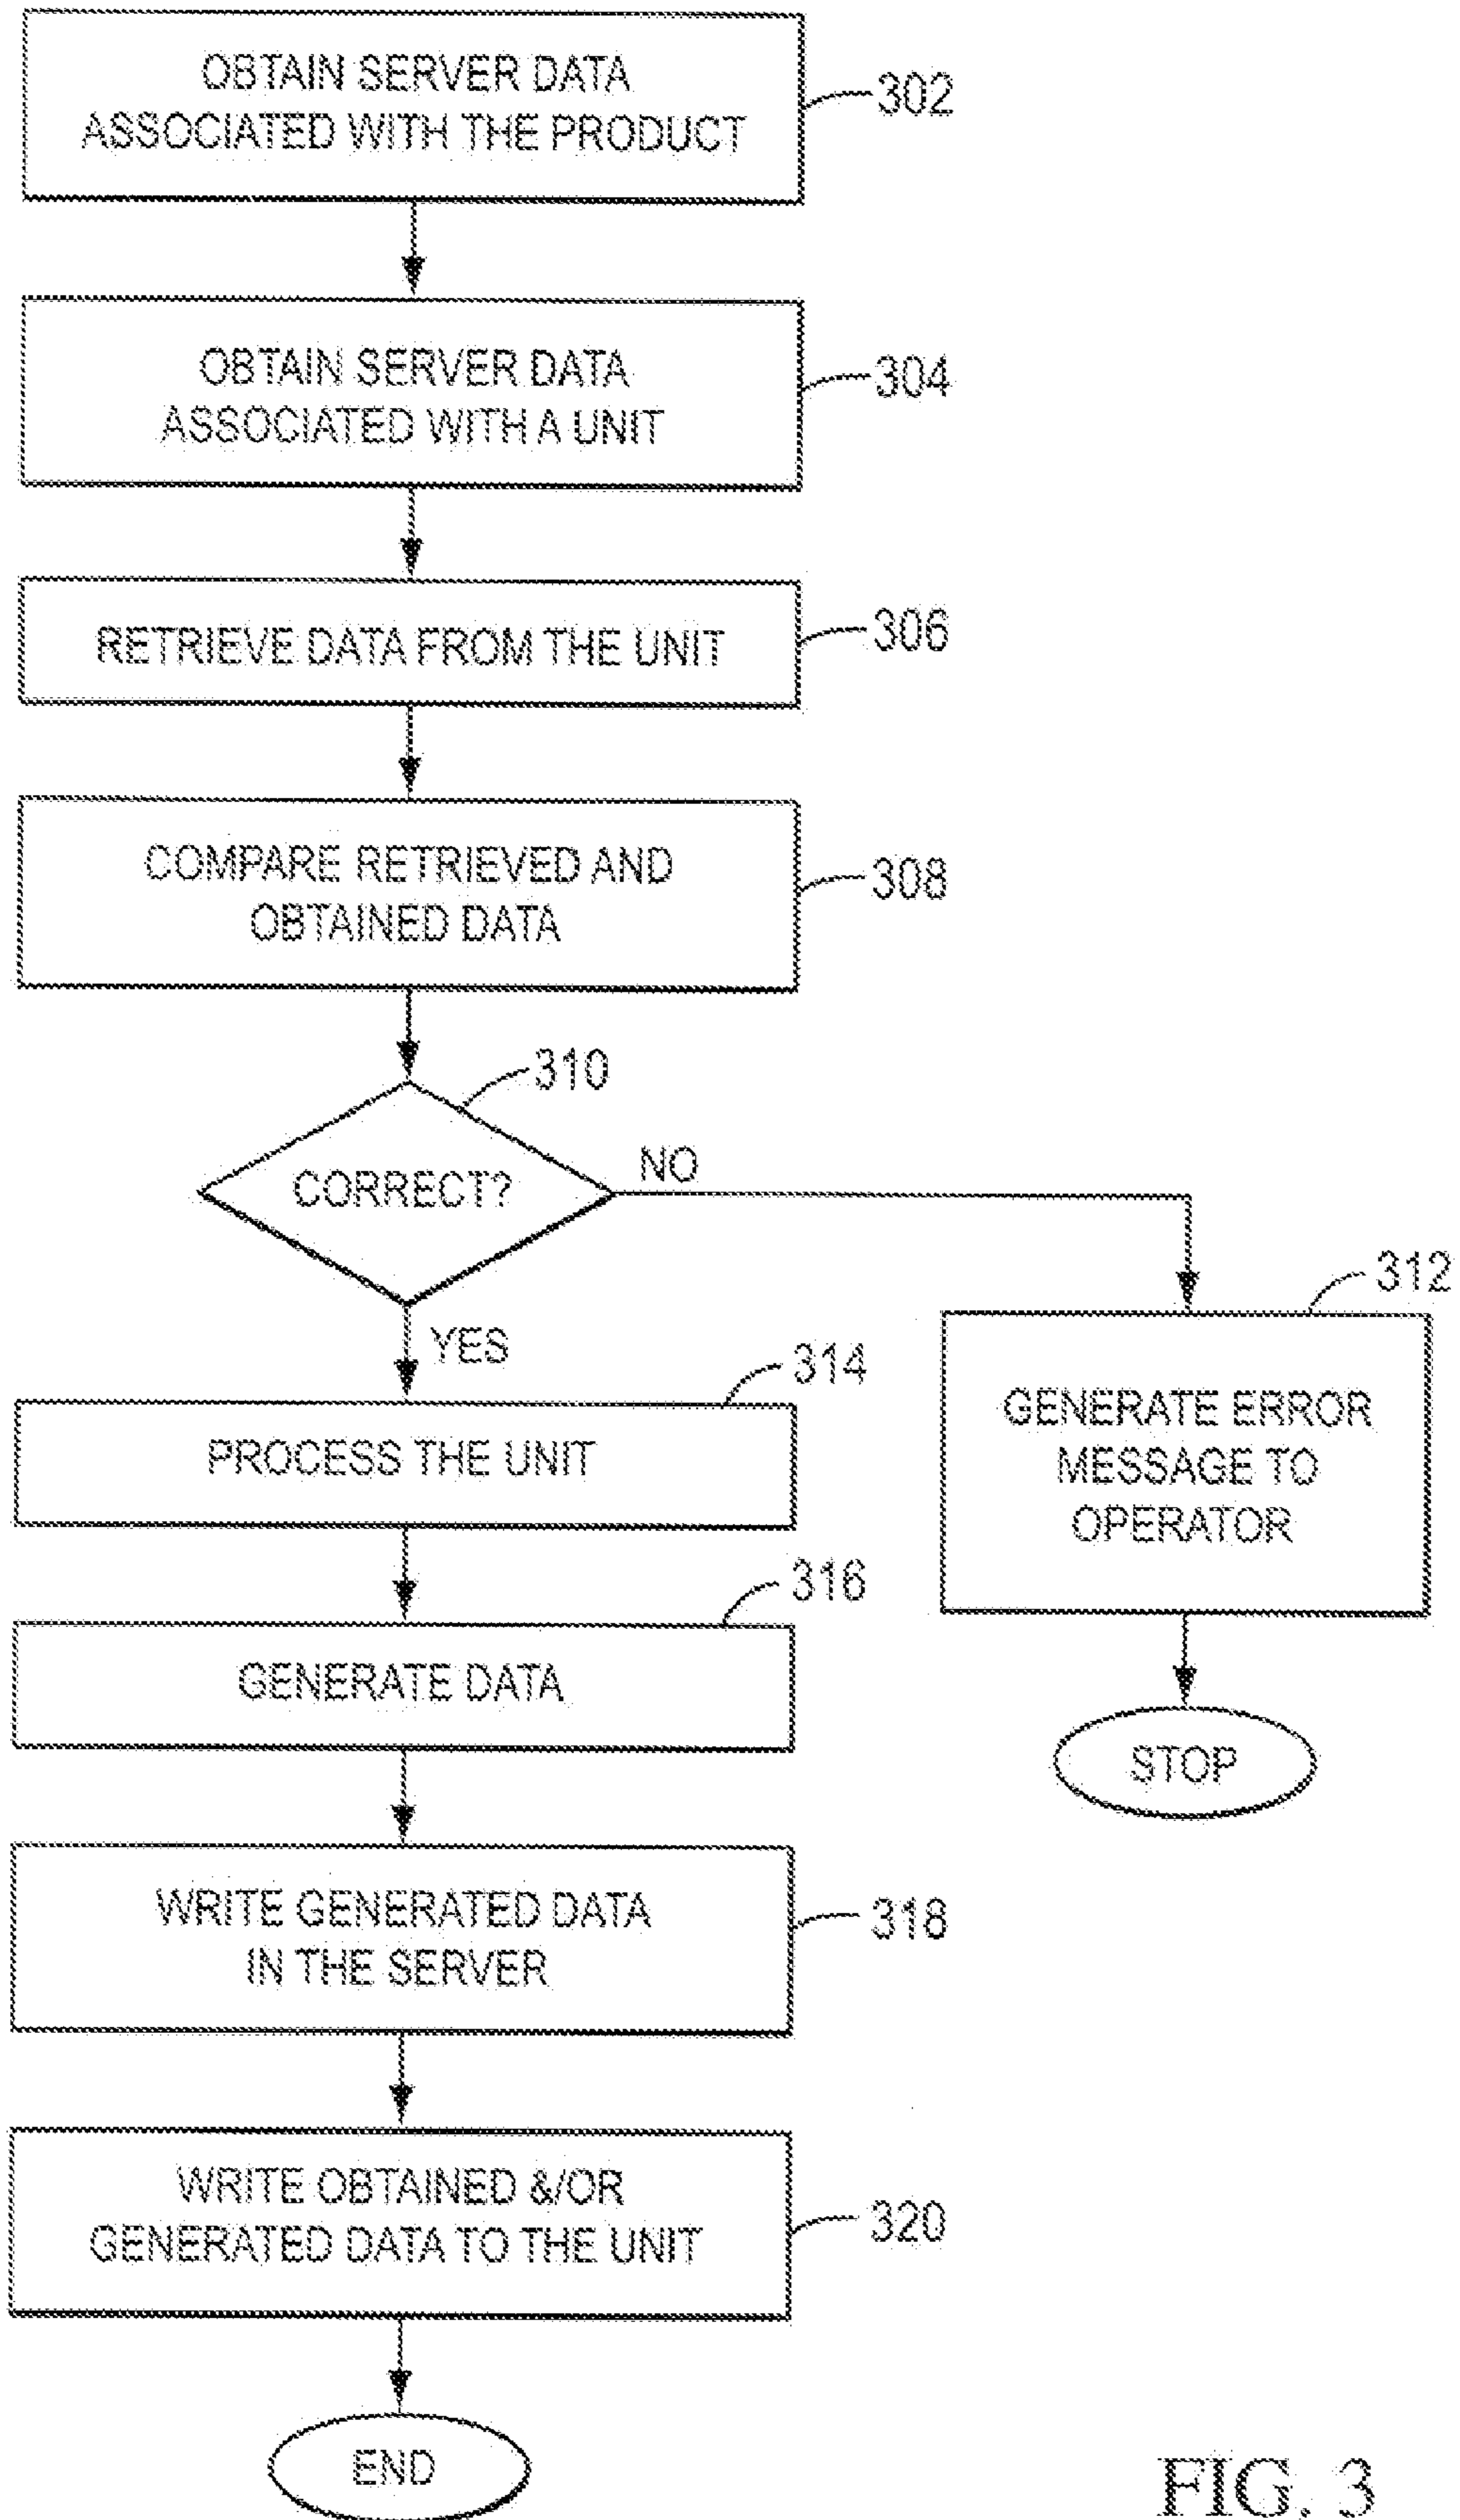 OBTAIN SERVER DATA
ASSOCIATED WITH THE PRODUCT
302
OBTAIN SERVER DATA
ASSOCIATED WITH A UNIT
304
RETRIEVE DATA FROM THE UNIT
306
COMPARE RETRIEVED AND
OBTAINED DATA
308
310
CORRECT?
NO
YES
312
GENERATE ERROR
MESSAGE TO
OPERATOR
STOP
314
PROCESS THE UNIT
316
GENERATE DATA
WRITE GENERATED DATA
IN THE SERVER
318
WRITE OBTAINED &/OR
GENERATED DATA TO THE UNIT
320
END
FIG. 3